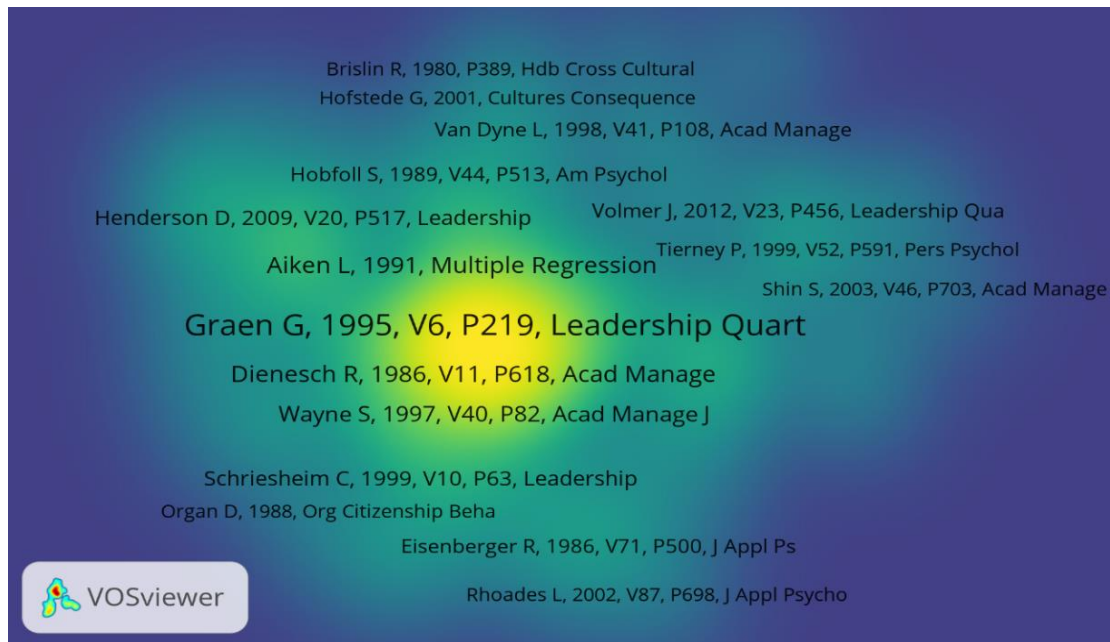 Brislin R, 1980, P389, Hdb Cross Cultural
Hofstede G, 2001, Cultures Consequence
Van Dyne L, 1998, V41, P108, Acad Manage
Hobfoll S, 1989, V44, P513, Am Psychol
Henderson D, 2009, V20, P517, Leadership
Volmer J, 2012, V23, P456, Leadership Qua
Tierney P, 1999, V52, P591, Pers Psychol
Aiken L, 1991, Multiple Regression
Shin S, 2003, V46, P703, Acad Manage
Graen G, 1995, V6, P219, Leadership Quart
Dienesch R, 1986, V11, P618, Acad Manage
Wayne S, 1997, V40, P82, Acad Manage J
Schriesheim C, 1999, V10, P63, Leadership
Organ D, 1988, Org Citizenship Beha
Eisenberger R, 1986, V71, P500, J Appl Ps
Rhoades L, 2002, V87, P698, J Appl Psycho
VOSviewer